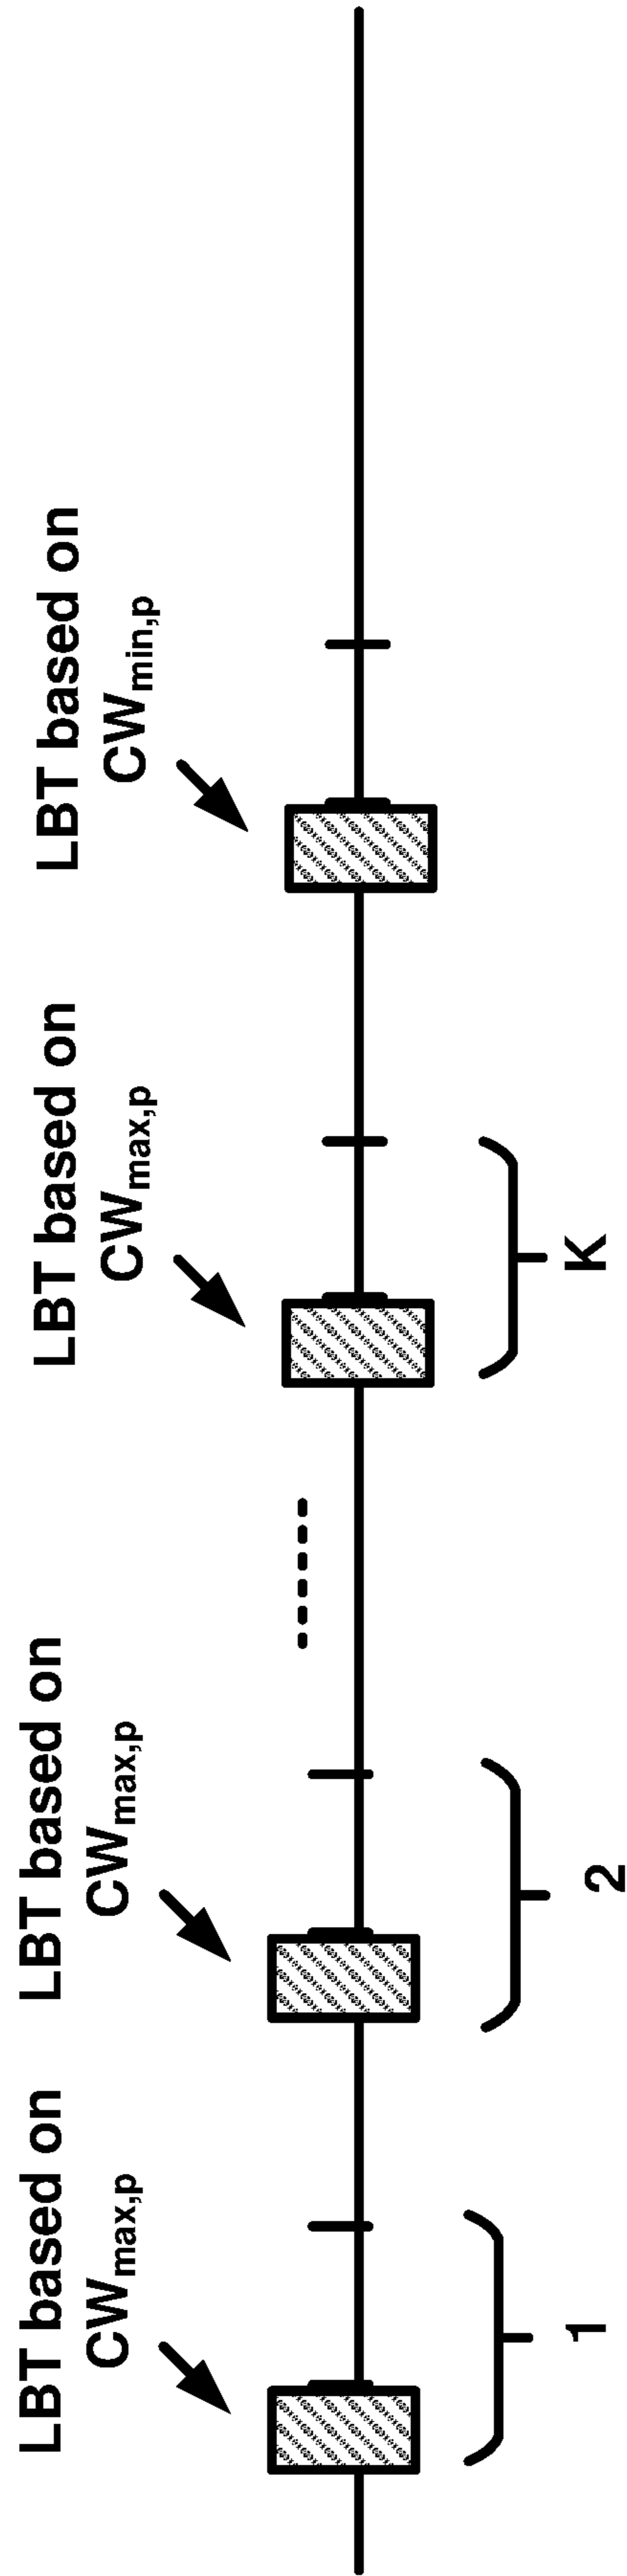 LBT based on
CWmax,p
LBT based on
CWmax,p
LBT based on
CWmax,p
LBT based on
CWmin,p
1
2
K